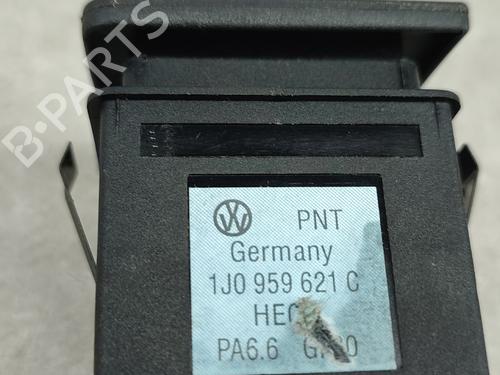 B-PARTS
PNT
Germany
1J0 959 621 C
PA6.6